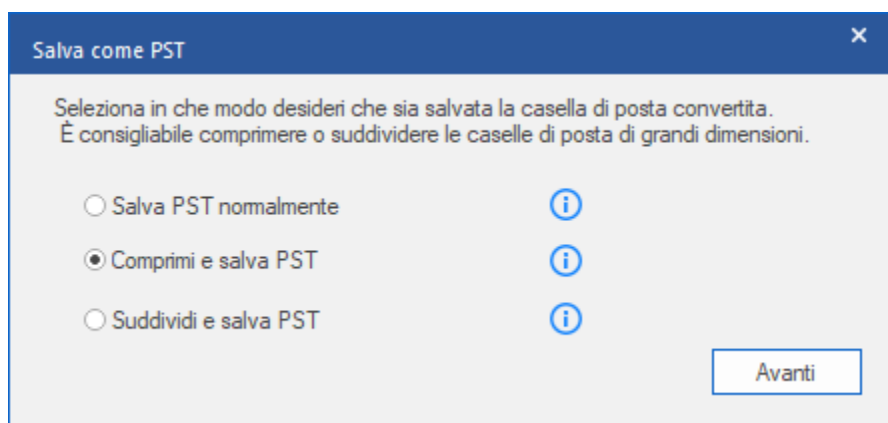 Salva come PST
Seleziona in che modo desideri che sia salvata la casella di posta convertita.
È consigliabile comprimere o suddividere le caselle di posta di grandi dimensioni.
Salva PST normalmente
Comprimi e salva PST
Suddividi e salva PST
Avanti